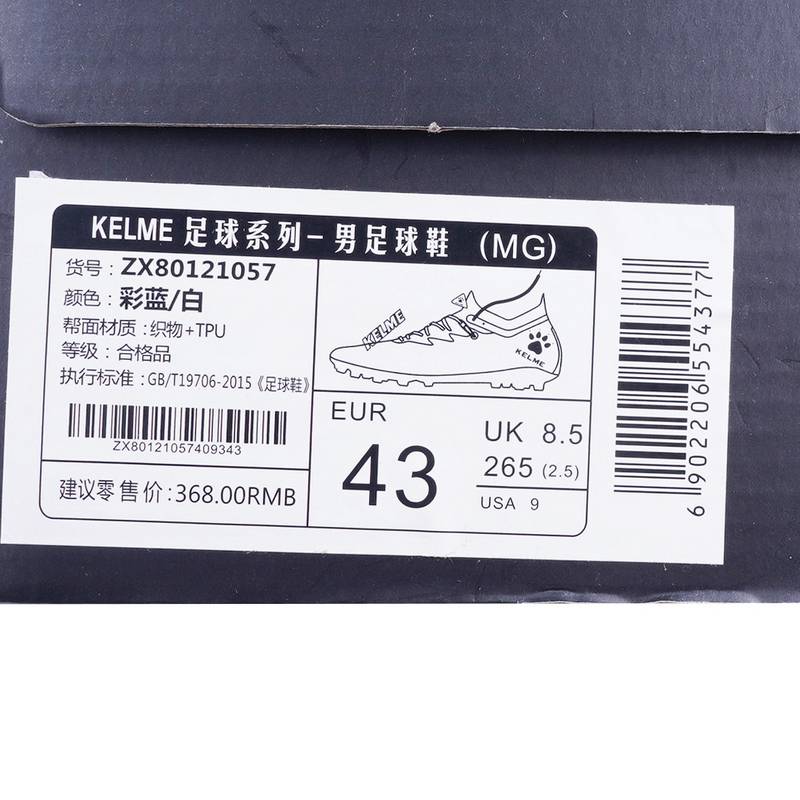 KELME 足球系列-男足球鞋 (MG)
货号: ZX80121057
颜色: 彩蓝/白
帮面材质: 织物+TPU
等级: 合格品
执行标准: GB/T19706-2015《足球鞋》
ZX80121057409343
建议零售价:368.00RMB
KELME
KELME
EUR
43
UK 8.5
265 (2.5)
USA 9
6902206554377